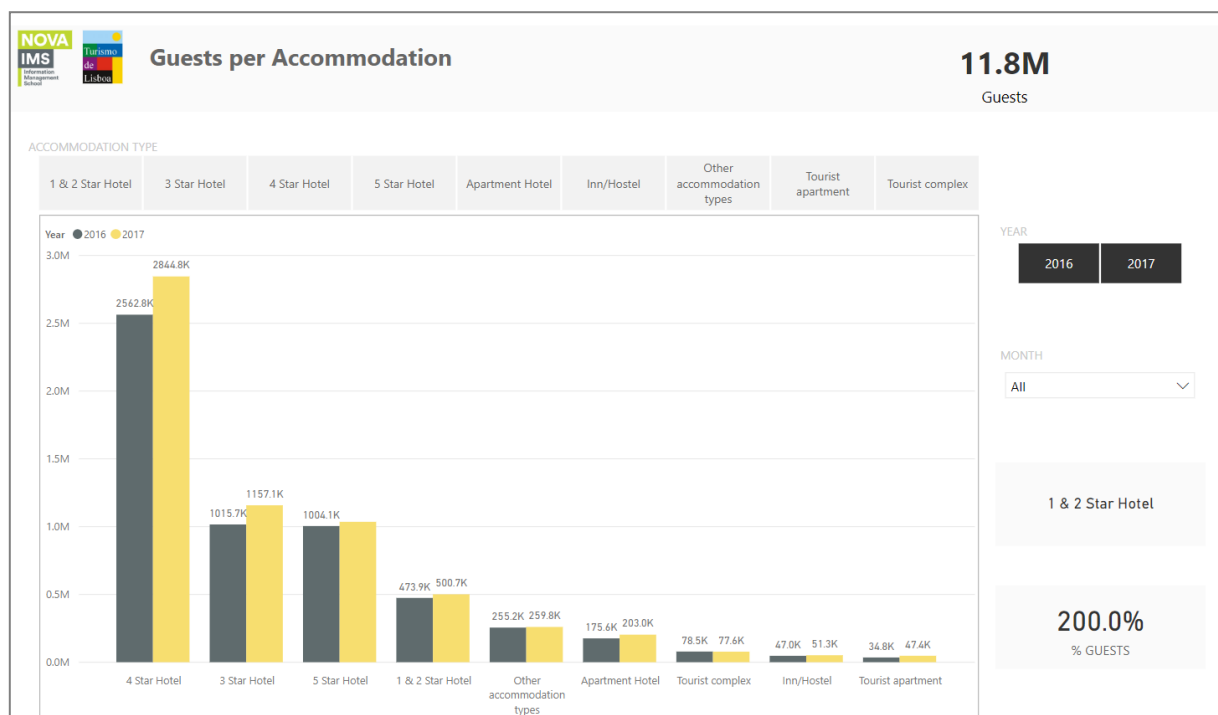 NOVA
IMS
Information
Management
School
Turismo
de
Lisboa
Guests per Accommodation
11.8M
Guests
ACCOMMODATION TYPE
1 & 2 Star Hotel
3 Star Hotel
4 Star Hotel
5 Star Hotel
Apartment Hotel
Inn/Hostel
Other
accommodation
types
Tourist
apartment
Tourist complex
Year 2016 2017
3.0M
2.5M
2.0M
1.5M
1.0M
0.5M
0.0M
2562.8K
2844.8K
1015.7K
1157.1K
1004.1K
473.9K
500.7K
255.2K
259.8K
175.6K
203.0K
78.5K
77.6K
47.0K
51.3K
34.8K
47.4K
4 Star Hotel
3 Star Hotel
5 Star Hotel
1 & 2 Star Hotel
Other
accommodation
types
Apartment Hotel
Tourist complex
Inn/Hostel
Tourist apartment
YEAR
2016
2017
MONTH
All
1 & 2 Star Hotel
200.0%
% GUESTS